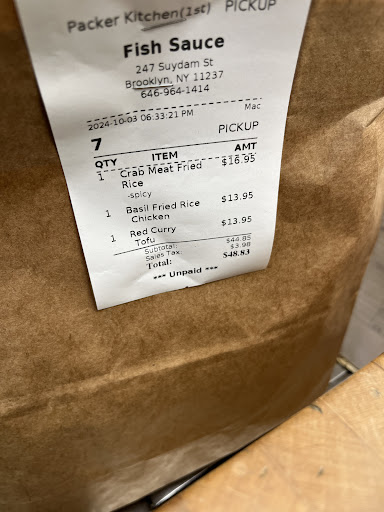 Packer Kitchen(1st) PICKUP
Fish Sauce
247 Suydam St
Brooklyn, NY 11237
646-964-1414
2024-10-03 06:33:21 PM Mac
7 PICKUP
QTY ITEM AMT
1 Crab Meat Fried $16.95
Rice
-spicy
1 Basil Fried Rice $13.95
Chicken
1 Red Curry $13.95
Tofu
Subtotal: $44.85
Sales Tax: $3.98
Total: $48.83
*** Unpaid ***